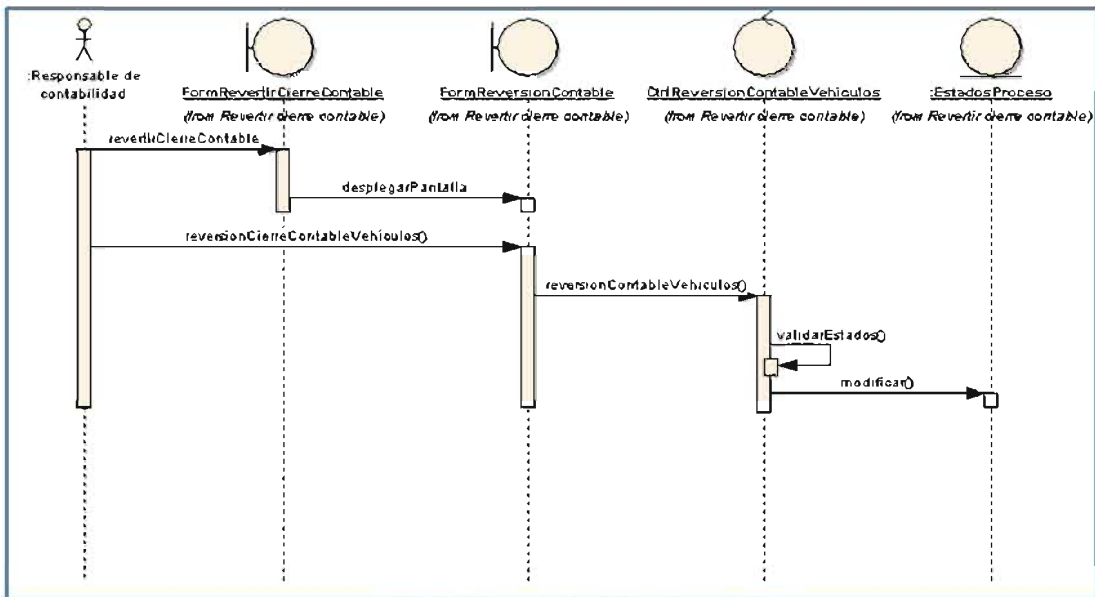 :Responsable de
contabilidad
FormRevertirCierreContable
(from Revertir cierre contable)
FormReversionContable
(from Revertir cierre contable)
CtrlReversionContableVehiculos
(from Revertir cierre contable)
:EstadosProceso
(from Revertir cierre contable)
revertirCierreContable
desplegarPantalla
reversionCierreContableVehículos()
reversionContableVehiculos()
validarEstados()
modificar()